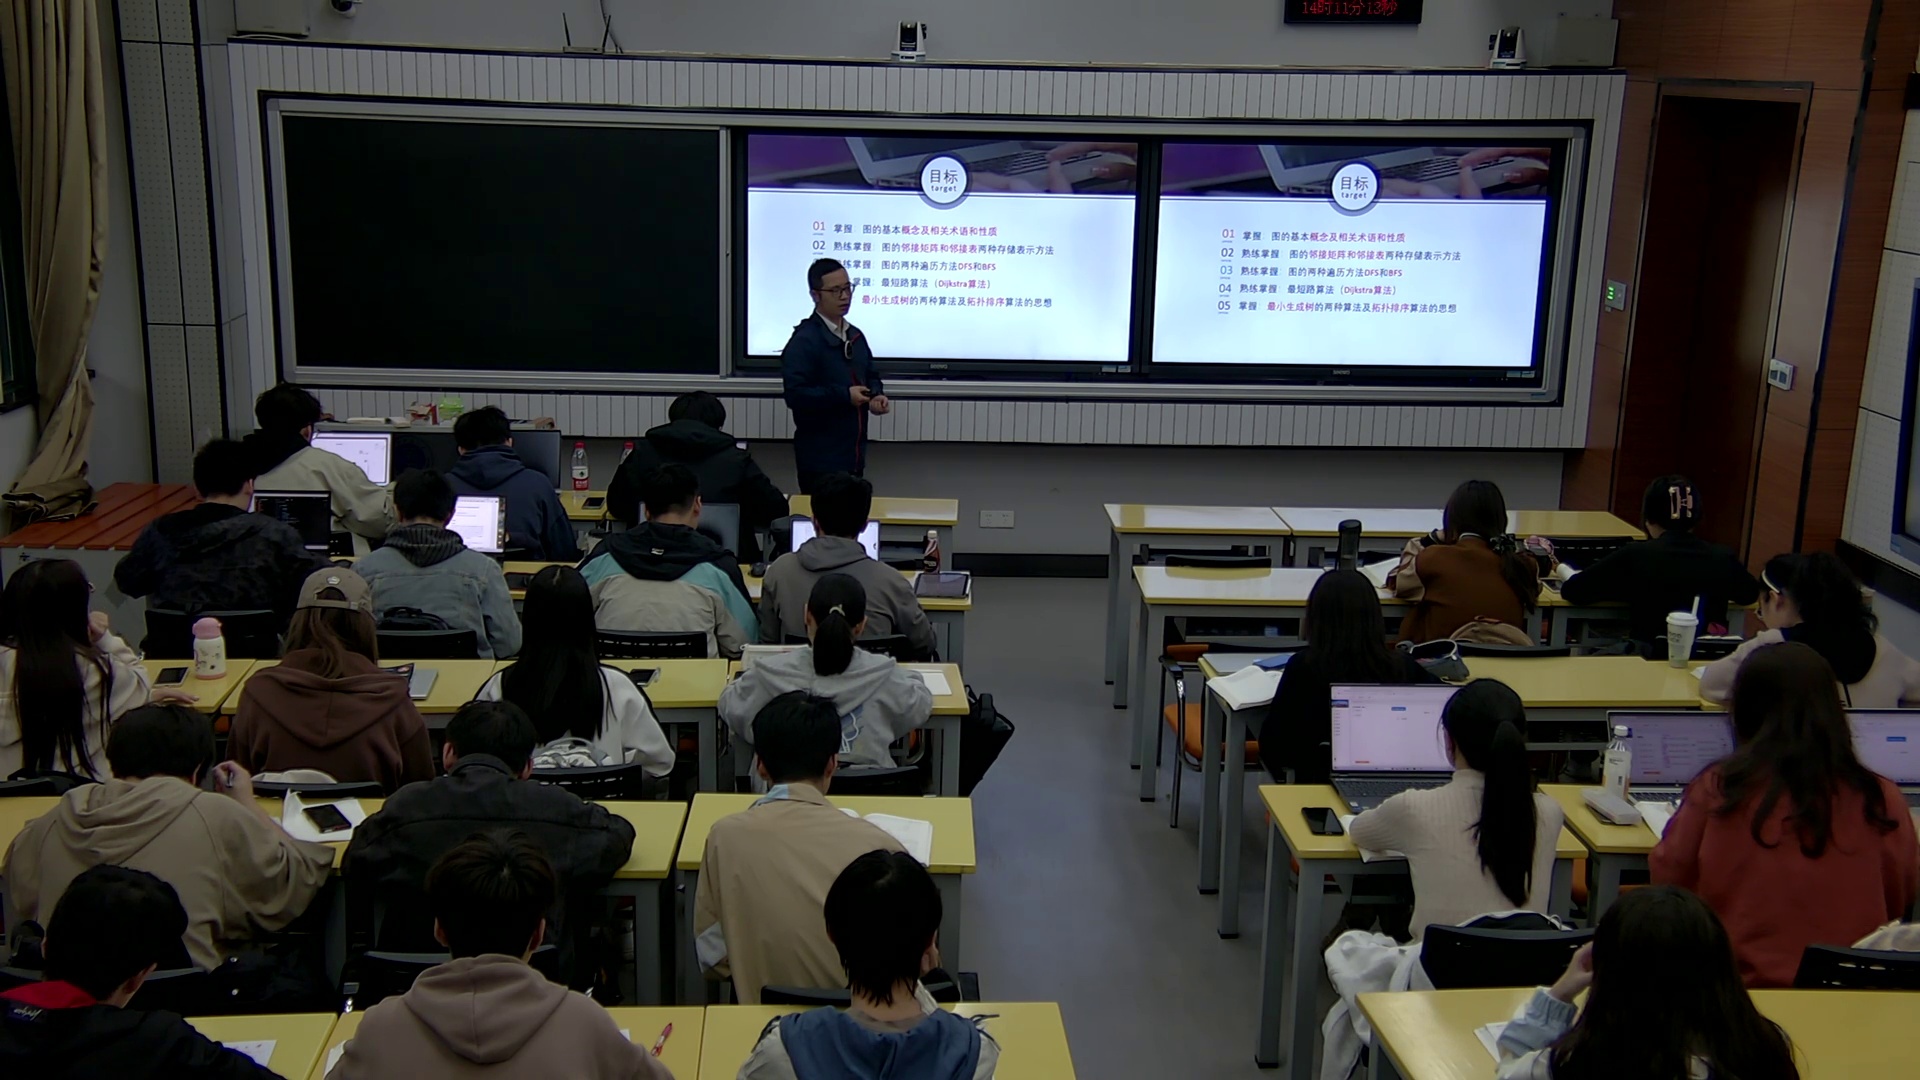 14时11分13秒
目标
target
01 掌握：图的基本概念及相关术语和性质
02 熟练掌握：图的邻接矩阵和邻接表两种存储表示方法
熟练掌握：图的两种遍历方法DFS和BFS
掌握：最短路算法（Dijkstra算法）
最小生成树的两种算法及拓扑排序算法的思想
目标
target
01 掌握：图的基本概念及相关术语和性质
02 熟练掌握：图的邻接矩阵和邻接表两种存储表示方法
03 熟练掌握：图的两种遍历方法DFS和BFS
04 熟练掌握：最短路算法（Dijkstra算法）
05 掌握：最小生成树的两种算法及拓扑排序算法的思想